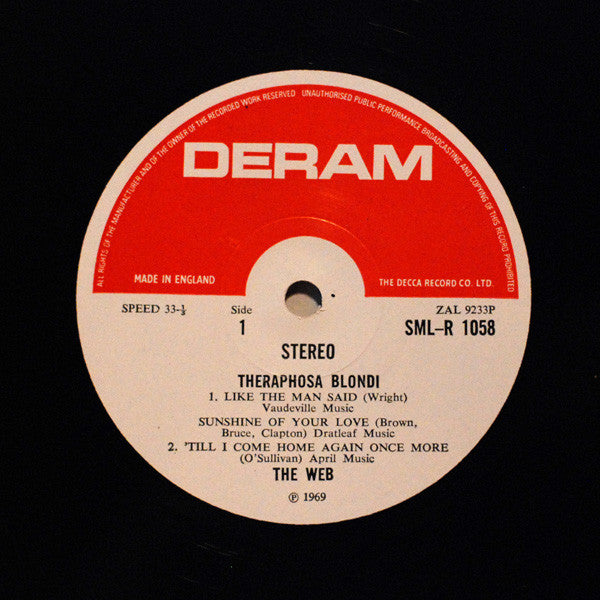 ALL RIGHTS OF THE MANUFACTURER AND OF THE OWNER OF THE RECORDED WORK RESERVED UNAUTHORISED PUBLIC PERFORMANCE BROADCASTING AND COPYING OF THIS RECORD PROHIBITED
DERAM
MADE IN ENGLAND THE DECCA RECORD CO. LTD.
SPEED 33-⅓ Side ZAL 9233P
1 SML–R 1058
STEREO
THERAPHOSA BLONDI
1. LIKE THE MAN SAID (Wright)
Vaudeville Music
SUNSHINE OF YOUR LOVE (Brown,
Bruce, Clapton) Dratleaf Music
2. 'TILL I COME HOME AGAIN ONCE MORE
(O'Sullivan) April Music
THE WEB
℗ 1969